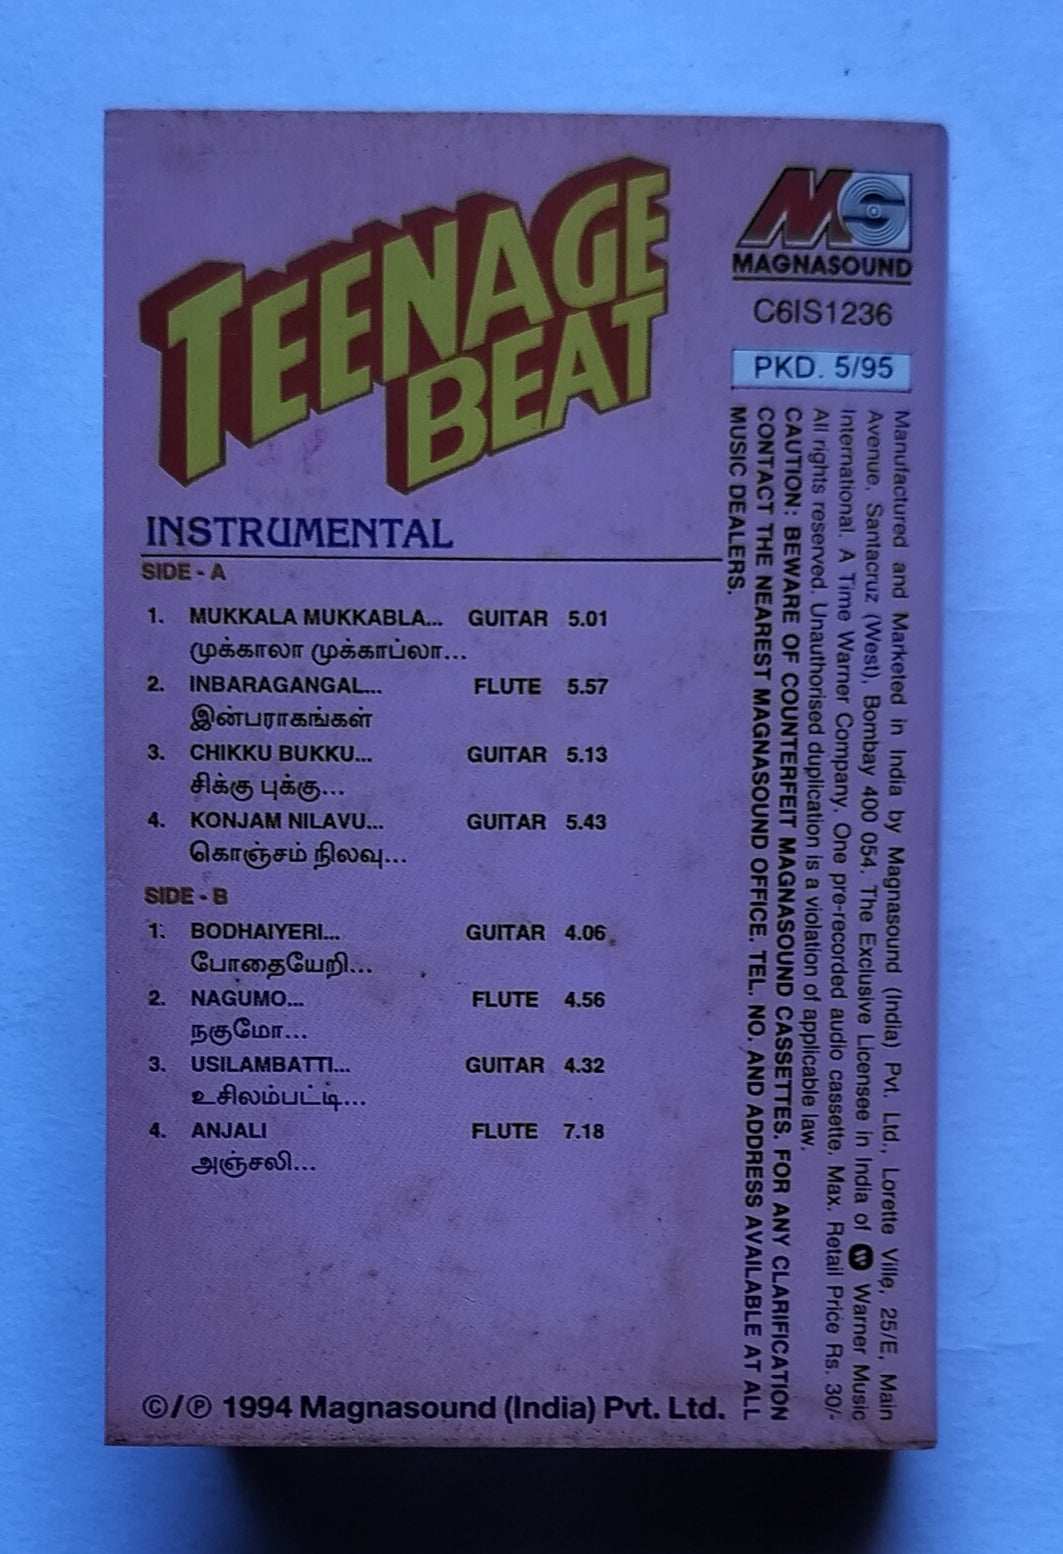 TEENAGE
BEAT
INSTRUMENTAL
SIDE - A
1. MUKKALA MUKKABLA... GUITAR 5.01
முக்காலா முக்காப்லா...
2. INBARAGANGAL... FLUTE 5.57
இன்பராகங்கள்
3. CHIKKU BUKKU... GUITAR 5.13
சிக்கு புக்கு...
4. KONJAM NILAVU... GUITAR 5.43
கொஞ்சம் நிலவு...
SIDE - B
1. BODHAIYERI... GUITAR 4.06
போதையேறி...
2. NAGUMO... FLUTE 4.56
நகுமோ...
3. USILAMBATTI... GUITAR 4.32
உசிலம்பட்டி...
4. ANJALI FLUTE 7.18
அஞ்சலி...
©/℗ 1994 Magnasound (India) Pvt. Ltd.
MS
MAGNASOUND
C6IS1236
PKD. 5/95
Manufactured and Marketed in India by Magnasound (India) Pvt. Ltd., Lorette Ville, 25/E, Main
Avenue, Santacruz (West), Bombay 400 054. The Exclusive Licensee in India of W Warner Music
International. A Time Warner Company. One pre-recorded audio cassette. Max. Retail Price Rs. 30/-
All rights reserved. Unauthorised duplication is a violation of applicable law.
CAUTION: BEWARE OF COUNTERFEIT MAGNASOUND CASSETTES. FOR ANY CLARIFICATION
CONTACT THE NEAREST MAGNASOUND OFFICE. TEL. NO. AND ADDRESS AVAILABLE AT ALL
MUSIC DEALERS.